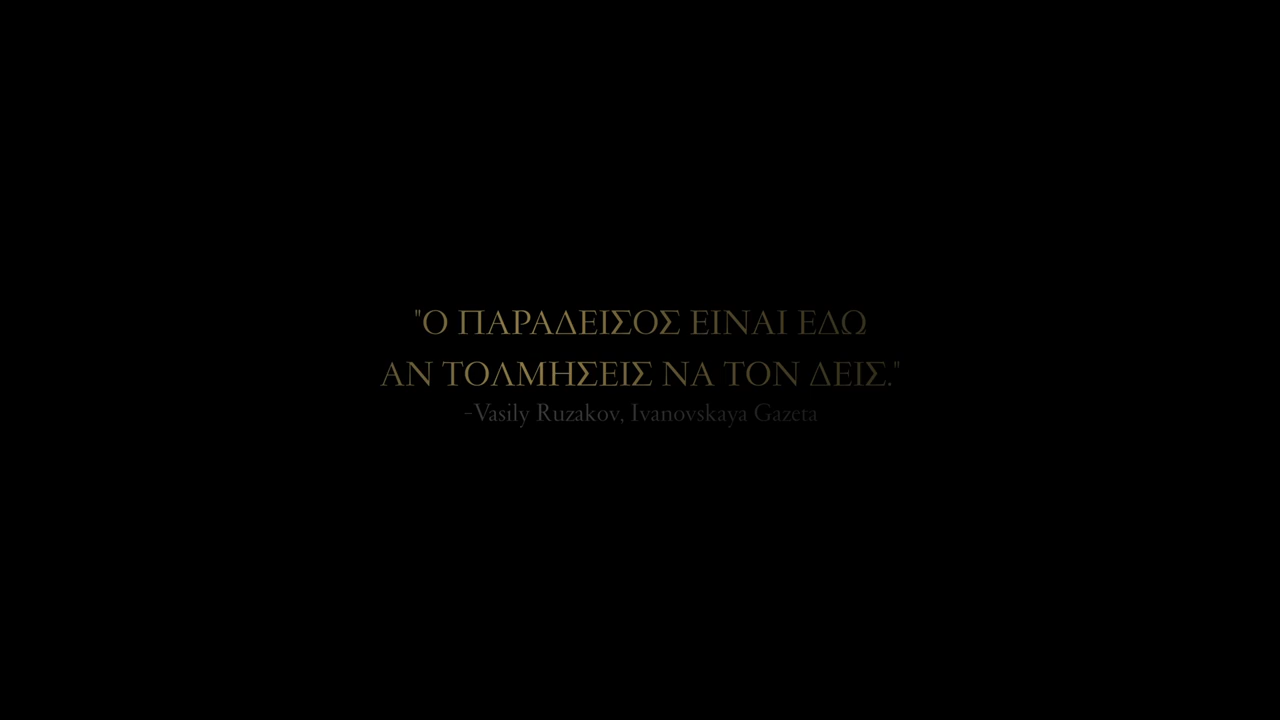 "Ο ΠΑΡΑΔΕΙΣΟΣ ΕΙΝΑΙ ΕΔΩ
ΑΝ ΤΟΛΜΗΣΕΙΣ ΝΑ ΤΟΝ ΔΕΙΣ."
-Vasily Ruzakov, Ivanovskaya Gazeta